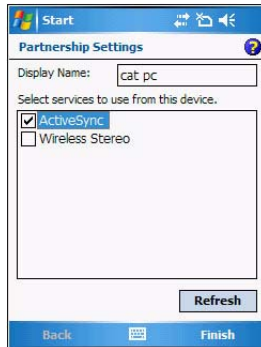 Start
Partnership Settings
Display Name: cat pc
Select services to use from this device.
ActiveSync
Wireless Stereo
Refresh
Back Finish